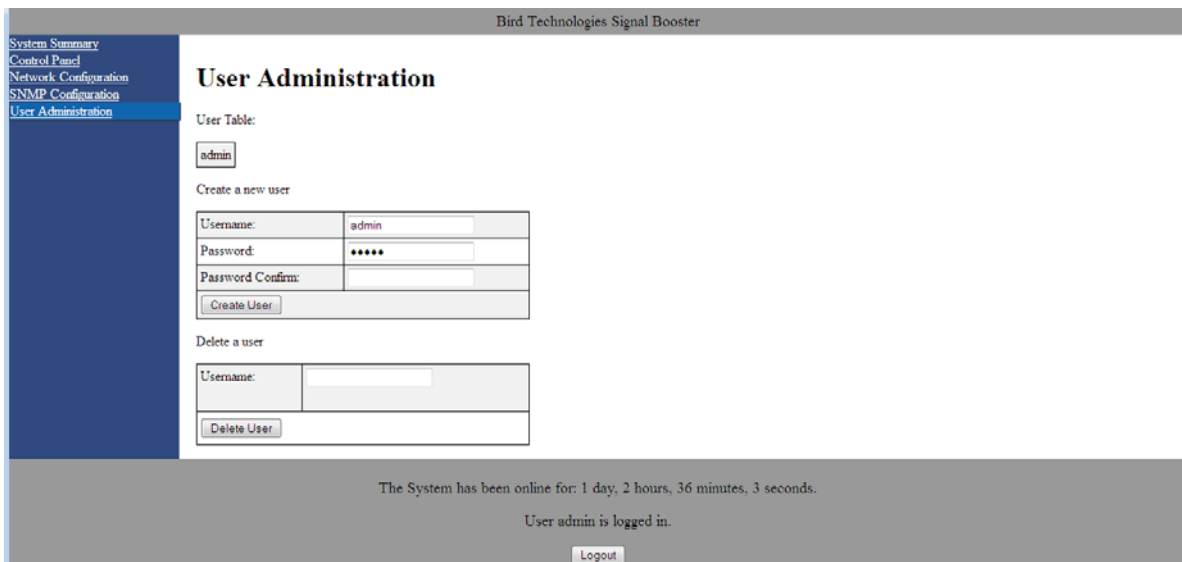 Bird Technologies Signal Booster
System Summary
Control Panel
Network Configuration
SNMP Configuration
User Administration
User Administration
User Table:
admin
Create a new user
Username: admin
Password: •••••
Password Confirm:
Create User
Delete a user
Username:
Delete User
The System has been online for: 1 day, 2 hours, 36 minutes, 3 seconds.
User admin is logged in.
Logout